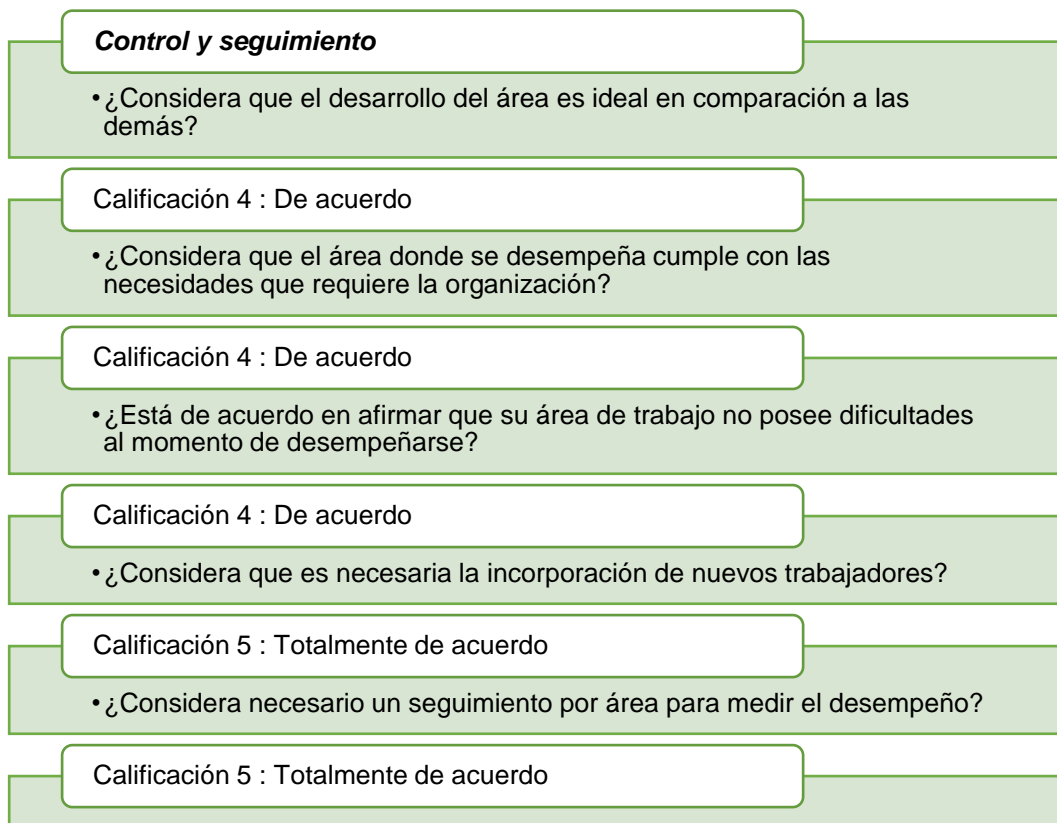 Control y seguimiento
•¿Considera que el desarrollo del área es ideal en comparación a las
demás?
Calificación 4 : De acuerdo
•¿Considera que el área donde se desempeña cumple con las
necesidades que requiere la organización?
Calificación 4 : De acuerdo
•¿Está de acuerdo en afirmar que su área de trabajo no posee dificultades
al momento de desempeñarse?
Calificación 4 : De acuerdo
•¿Considera que es necesaria la incorporación de nuevos trabajadores?
Calificación 5 : Totalmente de acuerdo
•¿Considera necesario un seguimiento por área para medir el desempeño?
Calificación 5 : Totalmente de acuerdo